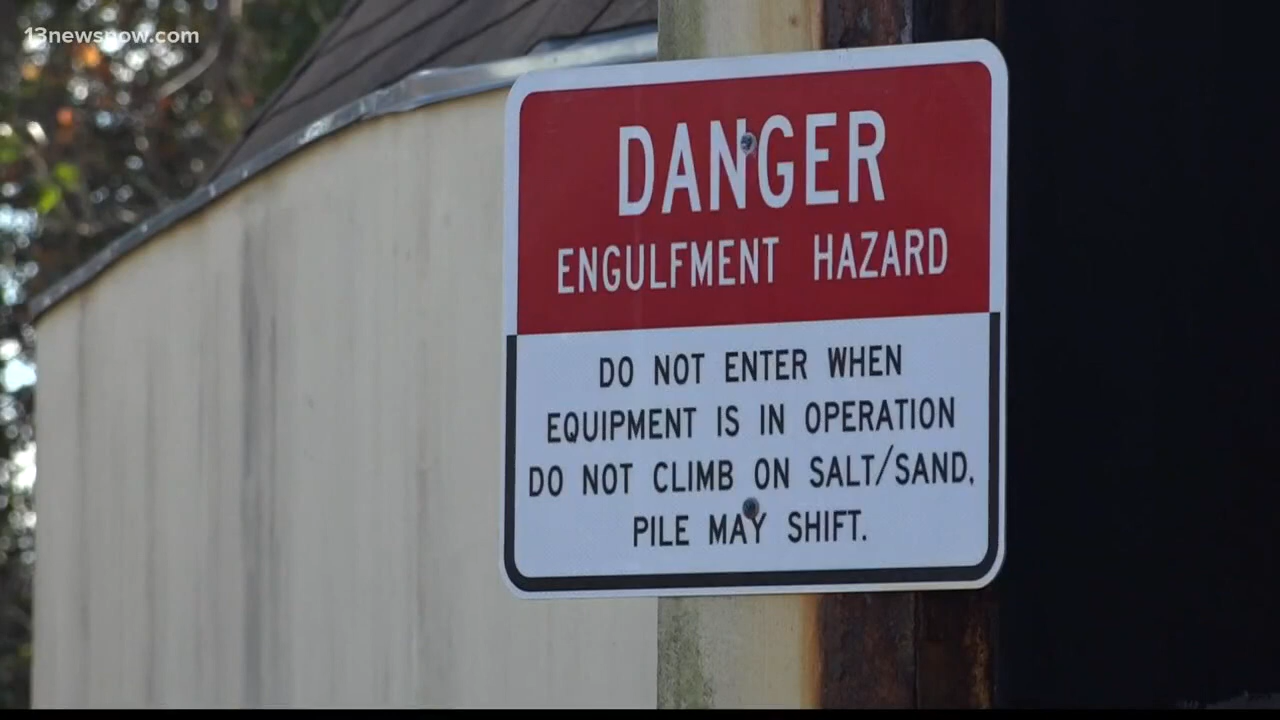 13newsnow.com
DANGER
ENGULFMENT HAZARD
DO NOT ENTER WHEN
EQUIPMENT IS IN OPERATION
DO NOT CLIMB ON SALT/SAND.
PILE MAY SHIFT.